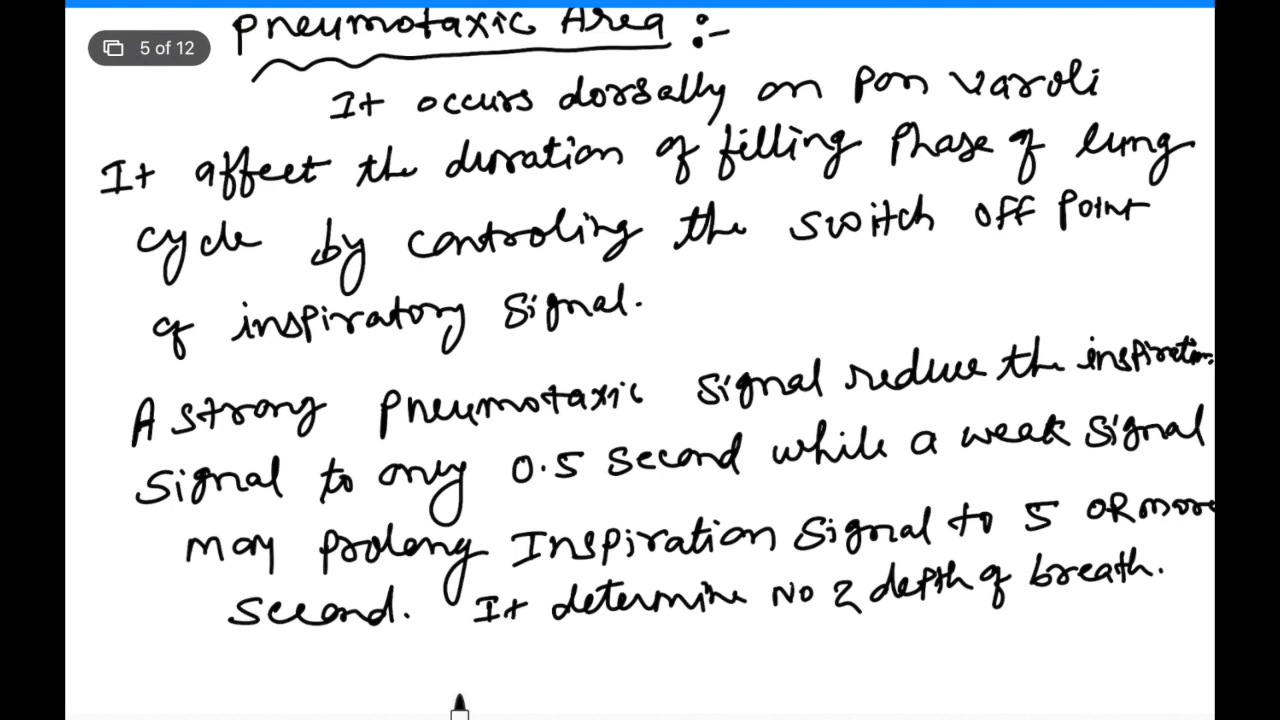 5 of 12
Pneumotaxic Area :-
It occurs dorsally on Pon varoli
It affect the duration of filling Phase of lung
cycle by controling the switch off Point
of inspiratory signal.
A strong Pneumotaxic signal reduce the inspiration
signal to only 0.5 second while a weak signal
may prolong Inspiration signal to 5 OR more
second. It determine No & depth of breath.